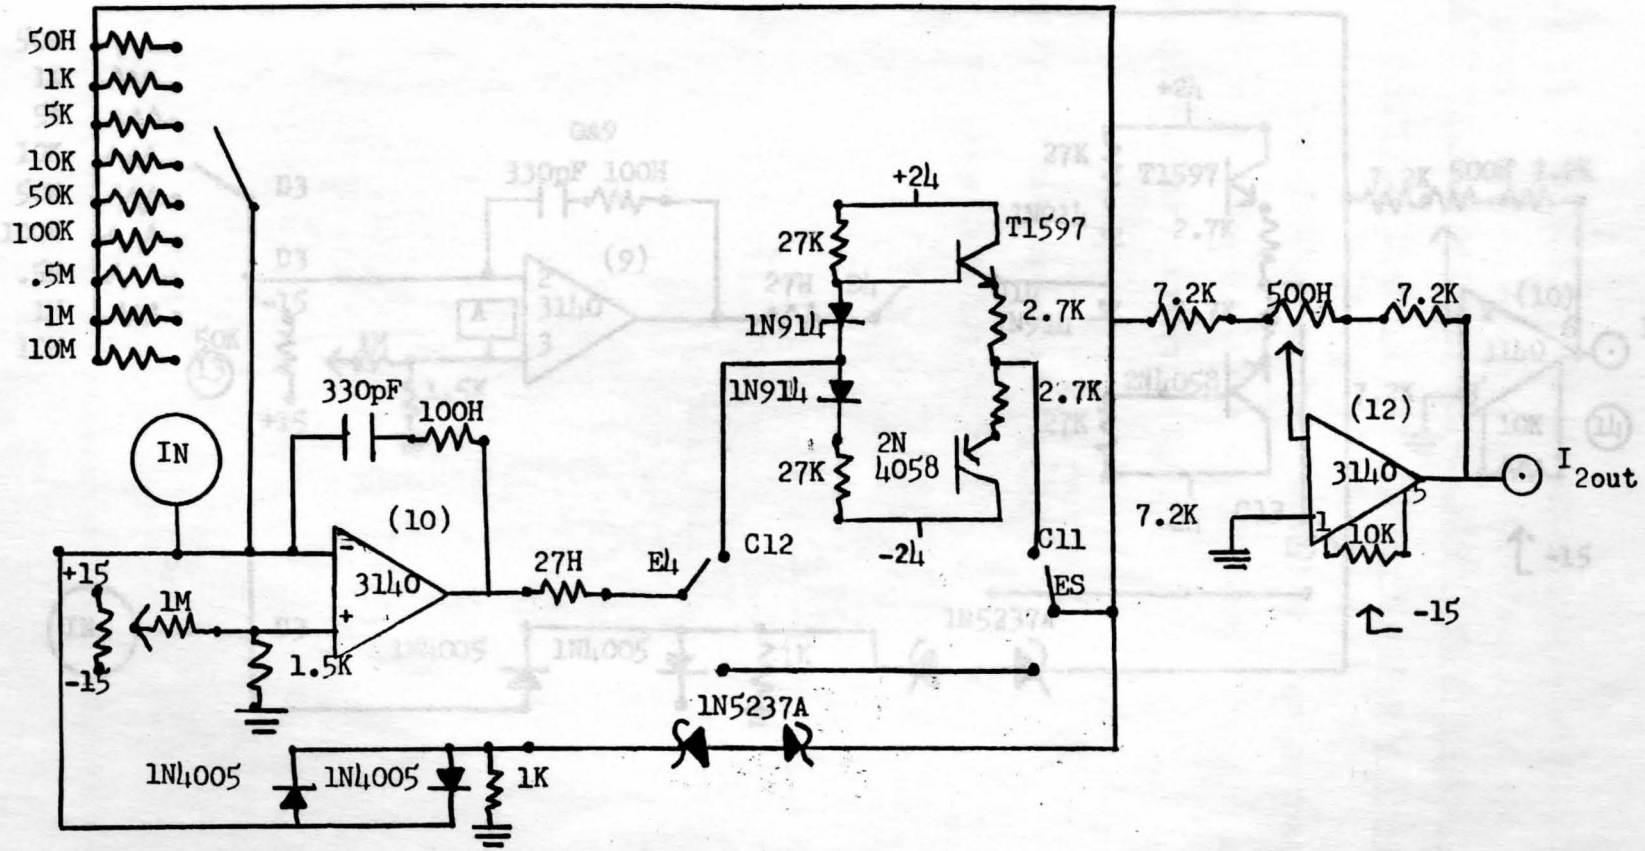 50H
1K
5K
10K
50K
100K
.5M
1M
10M
IN
330pF
100H
(10)
3140
-
+
+15
-15
1M
1.5K
27H
E4
C12
+24
27K
T1597
1N914
2.7K
1N914
2.7K
27K
2N
4058
-24
C11
ES
1N5237A
1N4005
1N4005
1K
7.2K
500H
7.2K
(12)
3140
5
1
10K
7.2K
-15
I
2out